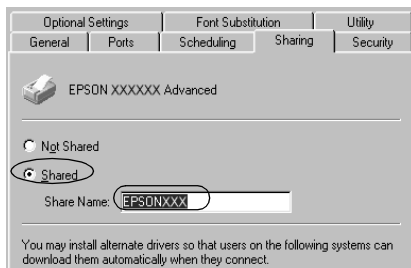 Optional Settings Font Substitution Utility
General Ports Scheduling Sharing Security
EPSON XXXXXX Advanced
Not Shared
Shared
Share Name: EPSONXXX
You may install alternate drivers so that users on the following systems can
download them automatically when they connect.